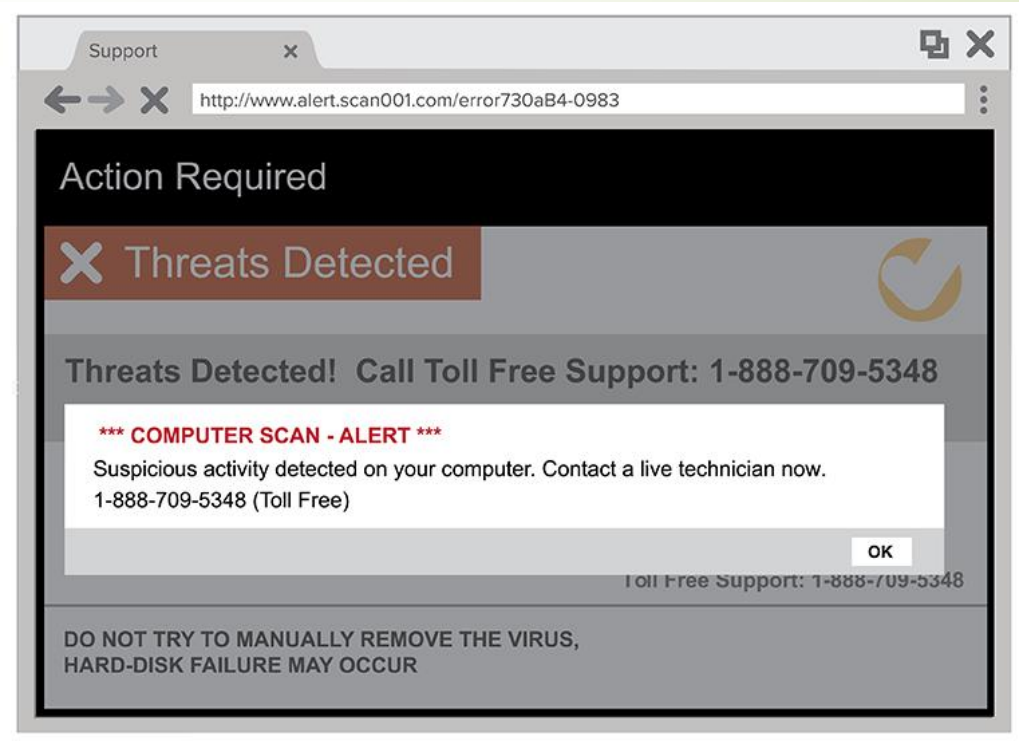 Support
http://www.alert.scan001.com/error730aB4-0983
Action Required
Threats Detected
Threats Detected! Call Toll Free Support: 1-888-709-5348
*** COMPUTER SCAN - ALERT ***
Suspicious activity detected on your computer. Contact a live technician now.
1-888-709-5348 (Toll Free)
OK
Toll Free Support: 1-888-709-5348
DO NOT TRY TO MANUALLY REMOVE THE VIRUS,
HARD-DISK FAILURE MAY OCCUR